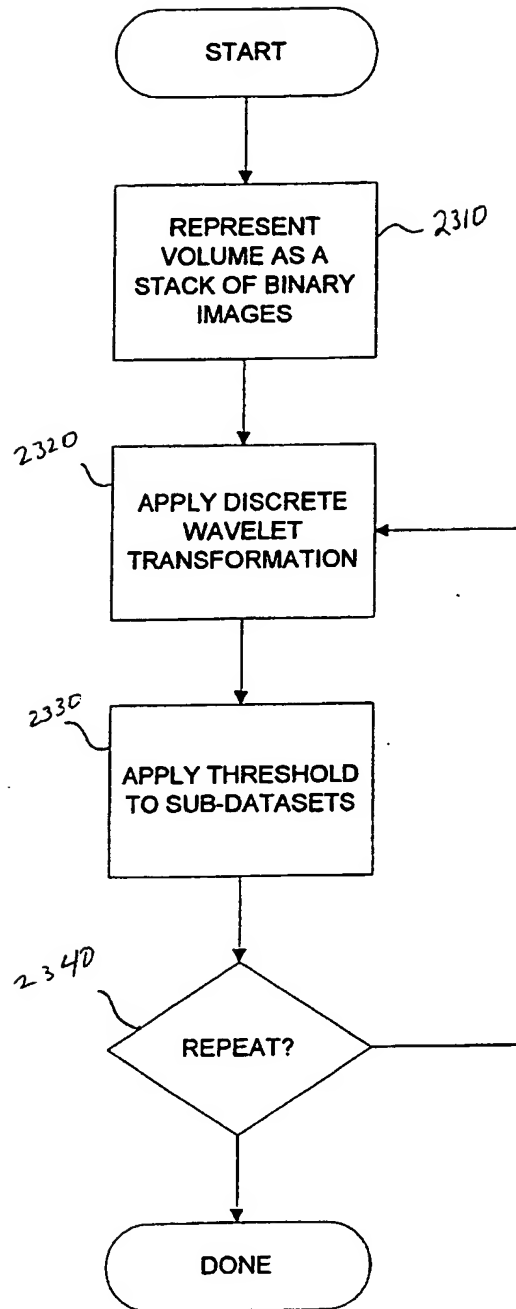 START
REPRESENT
VOLUME AS A
STACK OF BINARY
IMAGES
2310
2320
APPLY DISCRETE
WAVELET
TRANSFORMATION
2330
APPLY THRESHOLD
TO SUB-DATASETS
2340
REPEAT?
DONE